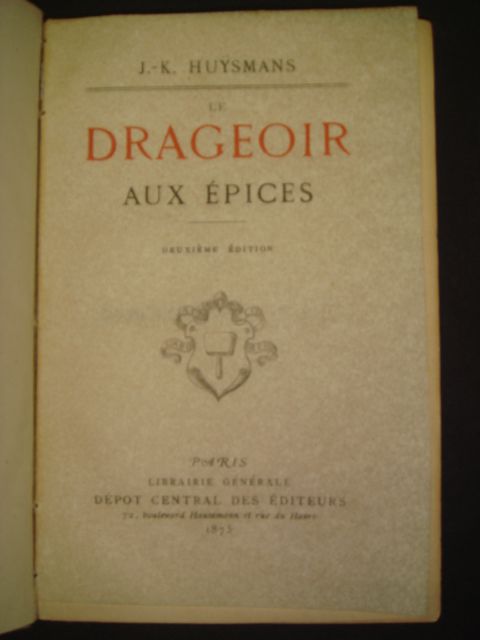 J.-K. HUYSMANS
LE
DRAGEOIR
AUX ÉPICES
DEUXIÈME ÉDITION
PARIS
LIBRAIRIE GÉNÉRALE
DÉPOT CENTRAL DES ÉDITEURS
72, boulevard Haussmann et rue du Havre
1875